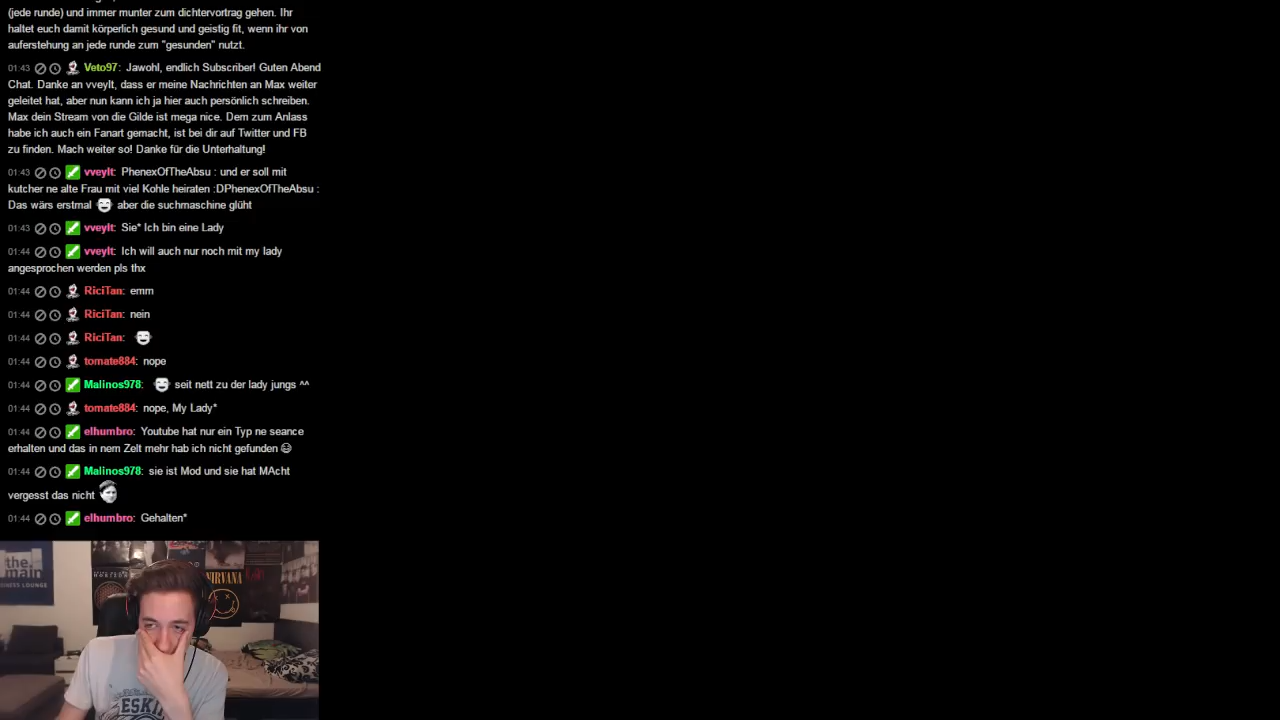 (jede runde) und immer munter zum dichtervortrag gehen. Ihr
haltet euch damit körperlich gesund und geistig fit, wenn ihr von
auferstehung an jede runde zum "gesunden" nutzt.
01:43 Veto97: Jawohl, endlich Subscriber! Guten Abend
Chat. Danke an vveylt, dass er meine Nachrichten an Max weiter
geleitet hat, aber nun kann ich ja hier auch persönlich schreiben.
Max dein Stream von die Gilde ist mega nice. Dem zum Anlass
habe ich auch ein Fanart gemacht, ist bei dir auf Twitter und FB
zu finden. Mach weiter so! Danke für die Unterhaltung!
01:43 vveylt: PhenexOfTheAbsu : und er soll mit
kutcher ne alte Frau mit viel Kohle heiraten :DPhenexOfTheAbsu :
Das wärs erstmal aber die suchmaschine glüht
01:43 vveylt: Sie* Ich bin eine Lady
01:44 vveylt: Ich will auch nur noch mit my lady
angesprochen werden pls thx
01:44 RiciTan: emm
01:44 RiciTan: nein
01:44 RiciTan:
01:44 tomate884: nope
01:44 Malinos978: seit nett zu der lady jungs ^^
01:44 tomate884: nope, My Lady*
01:44 elhumbro: Youtube hat nur ein Typ ne seance
erhalten und das in nem Zelt mehr hab ich nicht gefunden
01:44 Malinos978: sie ist Mod und sie hat MAcht
vergesst das nicht
01:44 elhumbro: Gehalten*
the.
main
LOUNGE
NIRVANA
ESKI